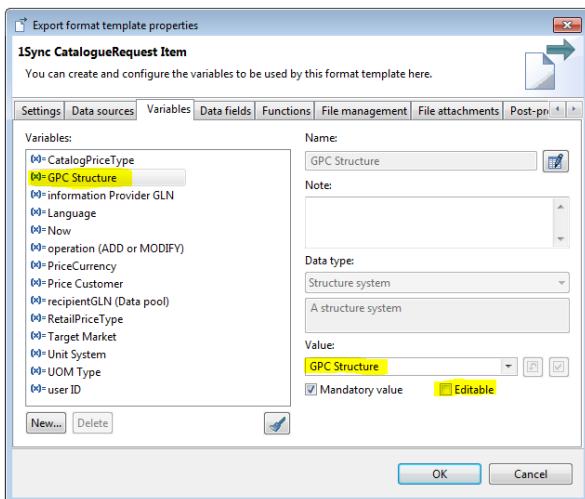 Export format template properties
1Sync CatalogueRequest Item
You can create and configure the variables to be used by this format template here.
Settings Data sources Variables Data fields Functions File management File attachments Post-pr
Variables:
(x)= CatalogPriceType
(x)= GPC Structure
(x)= information Provider GLN
(x)= Language
(x)= Now
(x)= operation (ADD or MODIFY)
(x)= PriceCurrency
(x)= Price Customer
(x)= recipientGLN (Data pool)
(x)= RetailPriceType
(x)= Target Market
(x)= Unit System
(x)= UOM Type
(x)= user ID
New... Delete
Name:
GPC Structure
Note:
Data type:
Structure system
A structure system
Value:
GPC Structure
Mandatory value Editable
OK Cancel